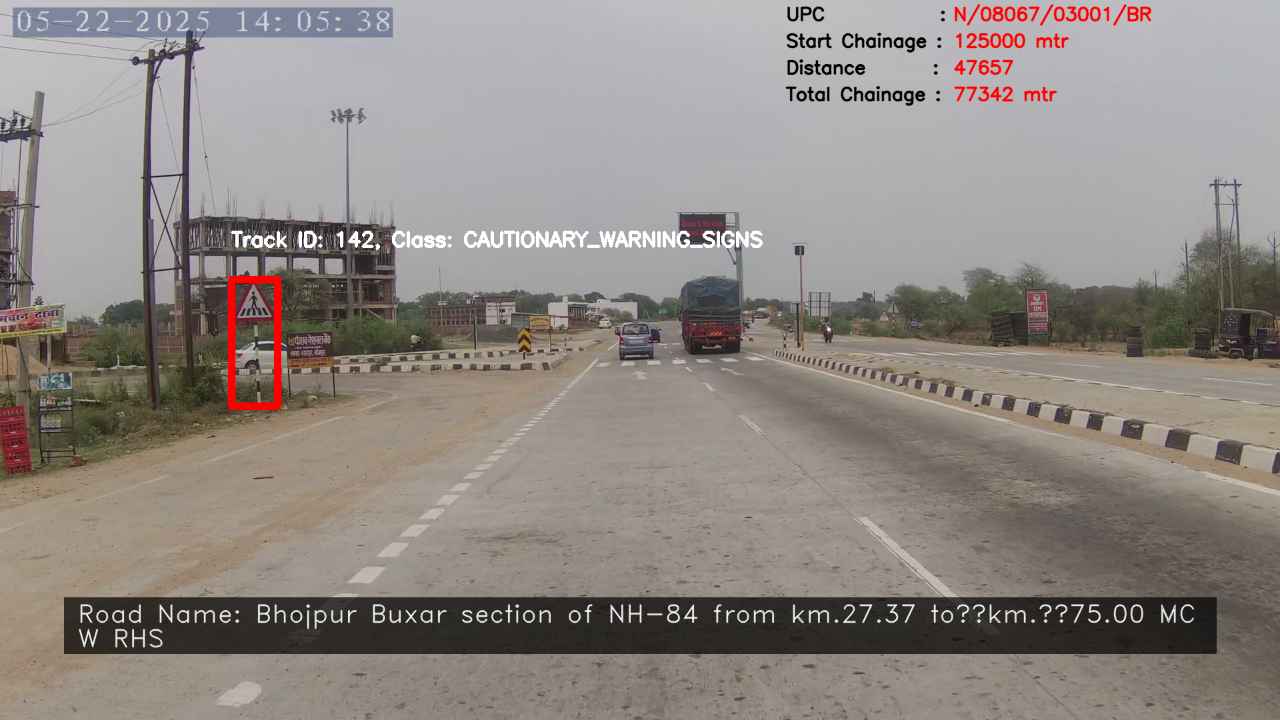 05-22-2025 14:05:38
UPC : N/08067/03001/BR
Start Chainage : 125000 mtr
Distance : 47657
Total Chainage : 77342 mtr
Track ID: 142, Class: CAUTIONARY_WARNING_SIGNS
Road Name: Bhojpur Buxar section of NH-84 from km.27.37 to??km.??75.00 MC
W RHS